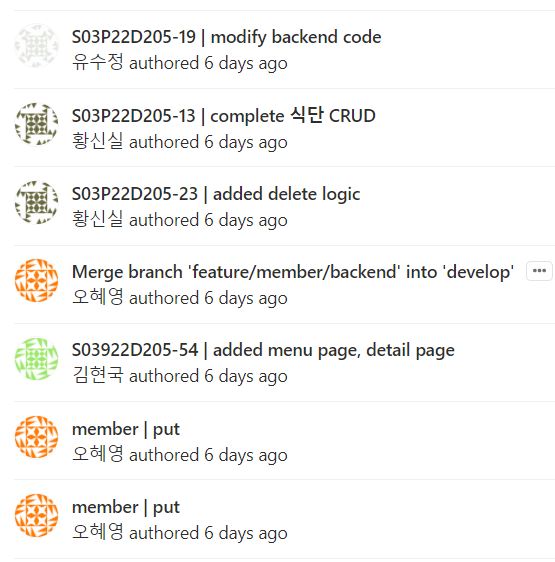 S03P22D205-19 | modify backend code
유수정 authored 6 days ago
S03P22D205-13 | complete 식단 CRUD
황신실 authored 6 days ago
S03P22D205-23 | added delete logic
황신실 authored 6 days ago
Merge branch 'feature/member/backend' into 'develop'
오혜영 authored 6 days ago
S03922D205-54 | added menu page, detail page
김현국 authored 6 days ago
member | put
오혜영 authored 6 days ago
member | put
오혜영 authored 6 days ago